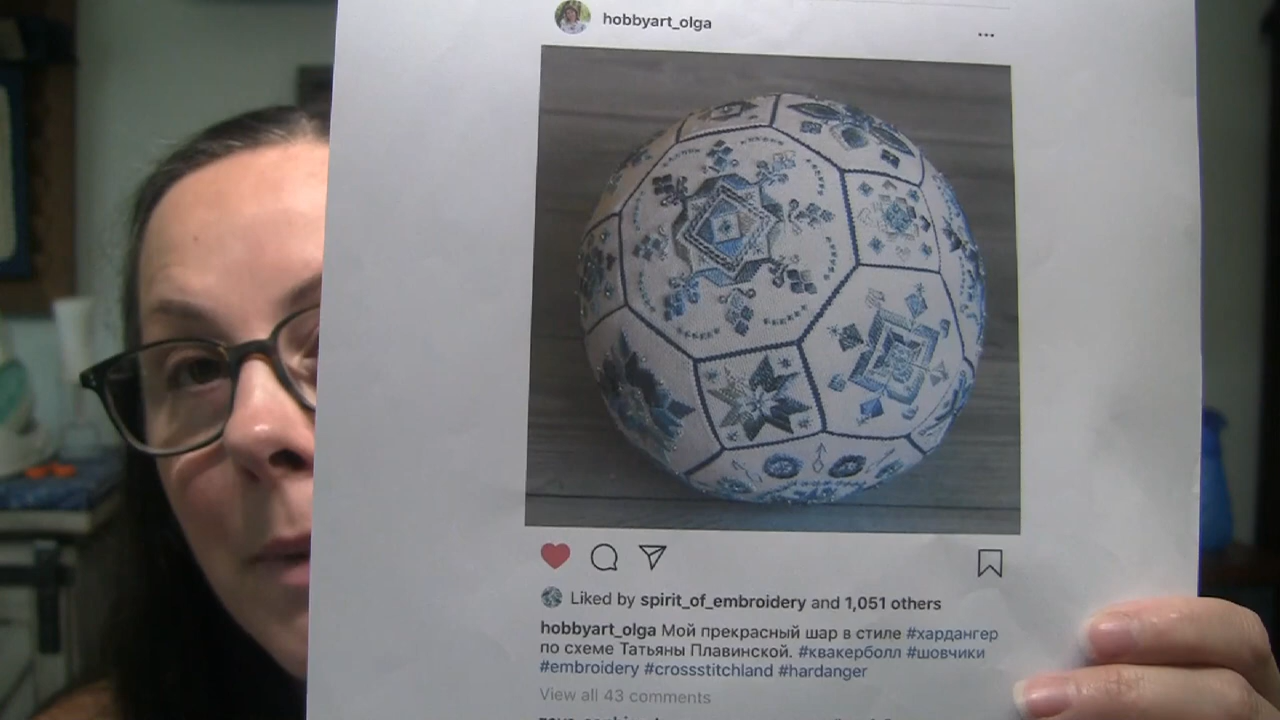 hobbyart_olga
Liked by spirit_of_embroidery and 1,051 others
hobbyart_olga Мой прекрасный шар в стиле #хардангер
по схеме Татьяны Плавинской. #квакерболл #шовчики
#embroidery #crossstitchland #hardanger
View all 43 comments